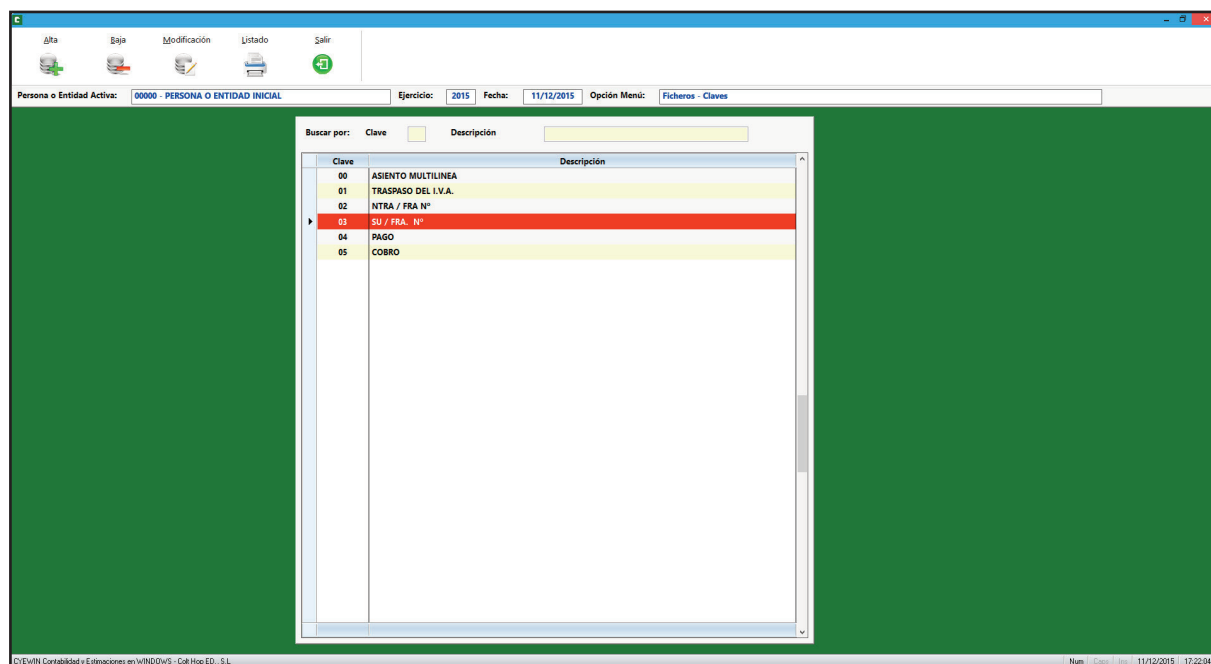 Alta Baja Modificación Listado Salir
Persona o Entidad Activa: 00000 - PERSONA O ENTIDAD INICIAL Ejercicio: 2015 Fecha: 11/12/2015 Opción Menú: Ficheros - Claves
Buscar por: Clave Descripción
Clave Descripción
00 ASIENTO MULTILINEA
01 TRASPASO DEL I.V.A.
02 NTRA / FRA Nº
03 SU / FRA. Nº
04 PAGO
05 COBRO
CYEWIN Contabilidad y Estimaciones en WINDOWS - Colt Hop ED., S.L. Num Caps Ins 11/12/2015 17:22:04